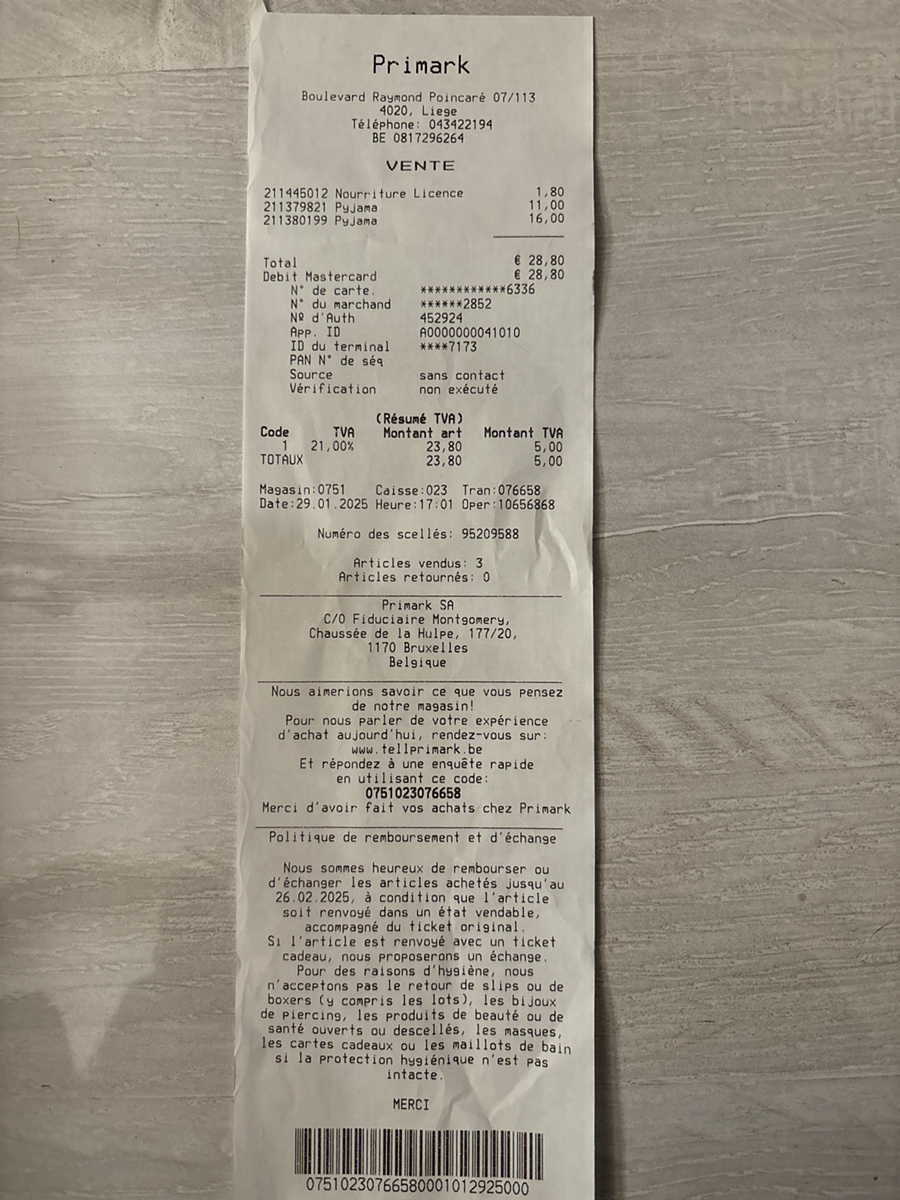 Primark
Boulevard Raymond Poincaré 07/113
4020, Liege
Téléphone: 043422194
BE 0817296264
VENTE
211445012 Nourriture Licence 1,80
211379821 Pyjama 11,00
211380199 Pyjama 16,00
Total € 28,80
Debit Mastercard € 28,80
N° de carte. ************6336
N° du marchand ******2852
Nº d'Auth 452924
App. ID A0000000041010
ID du terminal ****7173
PAN N° de séq
Source sans contact
Vérification non exécuté
(Résumé TVA)
Code TVA Montant art Montant TVA
1 21,00% 23,80 5,00
TOTAUX 23,80 5,00
Magasin:0751 Caisse:023 Tran:076658
Date:29.01.2025 Heure:17:01 Oper:10656868
Numéro des scellés: 95209588
Articles vendus: 3
Articles retournés: 0
Primark SA
C/O Fiduciaire Montgomery,
Chaussée de la Hulpe, 177/20,
1170 Bruxelles
Belgique
Nous aimerions savoir ce que vous pensez
de notre magasin!
Pour nous parler de votre expérience
d'achat aujourd'hui, rendez-vous sur:
www.tellprimark.be
Et répondez à une enquête rapide
en utilisant ce code:
0751023076658
Merci d'avoir fait vos achats chez Primark
Politique de remboursement et d'échange
Nous sommes heureux de rembourser ou
d'échanger les articles achetés jusqu'au
26.02.2025, à condition que l'article
soit renvoyé dans un état vendable,
accompagné du ticket original.
Si l'article est renvoyé avec un ticket
cadeau, nous proposerons un échange.
Pour des raisons d'hygiène, nous
n'acceptons pas le retour de slips ou de
boxers (y compris les lots), les bijoux
de piercing, les produits de beauté ou de
santé ouverts ou descellés, les masques,
les cartes cadeaux ou les maillots de bain
si la protection hygiénique n'est pas
intacte.
MERCI
07510230766580001012925000